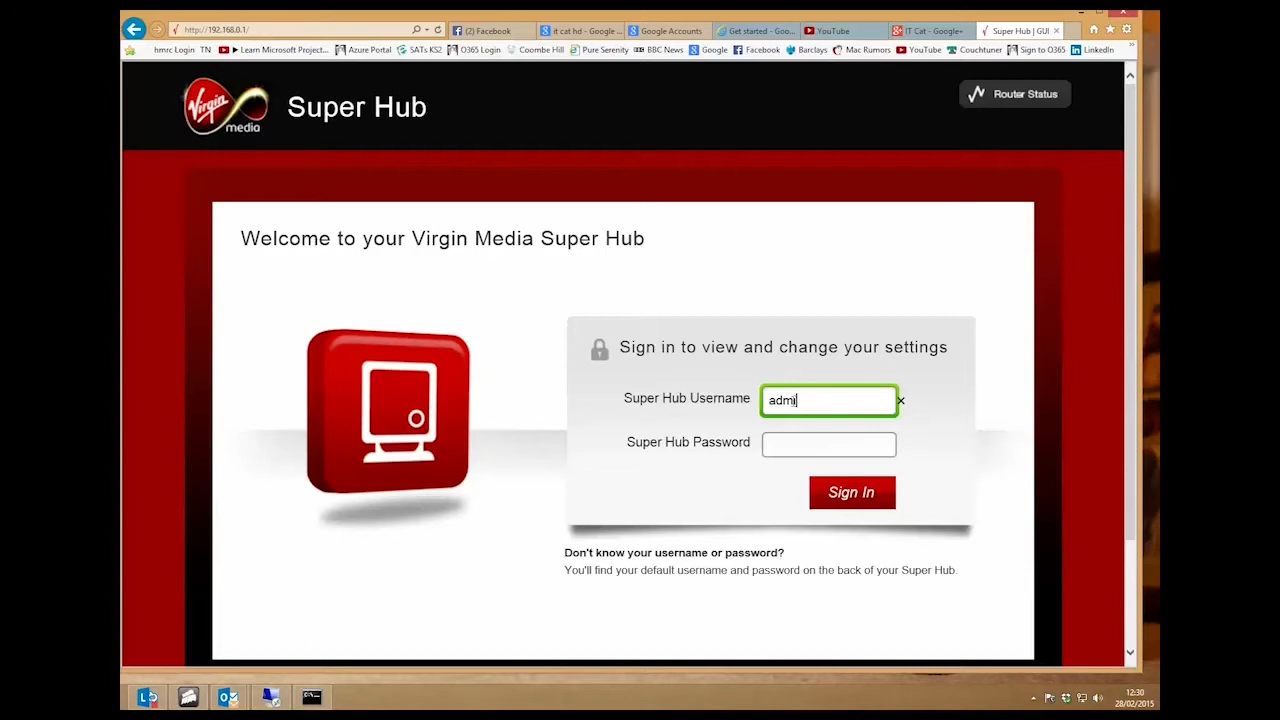 http://192.168.0.1/
(2) Facebook
it cat hd - Google ...
Google Accounts
Get started - Goo...
YouTube
IT Cat - Google+
Super Hub | GUI
hmrc Login TN Learn Microsoft Project... Azure Portal SATs KS2 O365 Login Coombe Hill Pure Serenity BBC News Google Facebook Barclays Mac Rumors YouTube Couchtuner Sign to O365 LinkedIn
Virgin media
Super Hub
Router Status
Welcome to your Virgin Media Super Hub
Sign in to view and change your settings
Super Hub Username
admi
Super Hub Password
Sign In
Don't know your username or password?
You'll find your default username and password on the back of your Super Hub.
12:30
28/02/2015